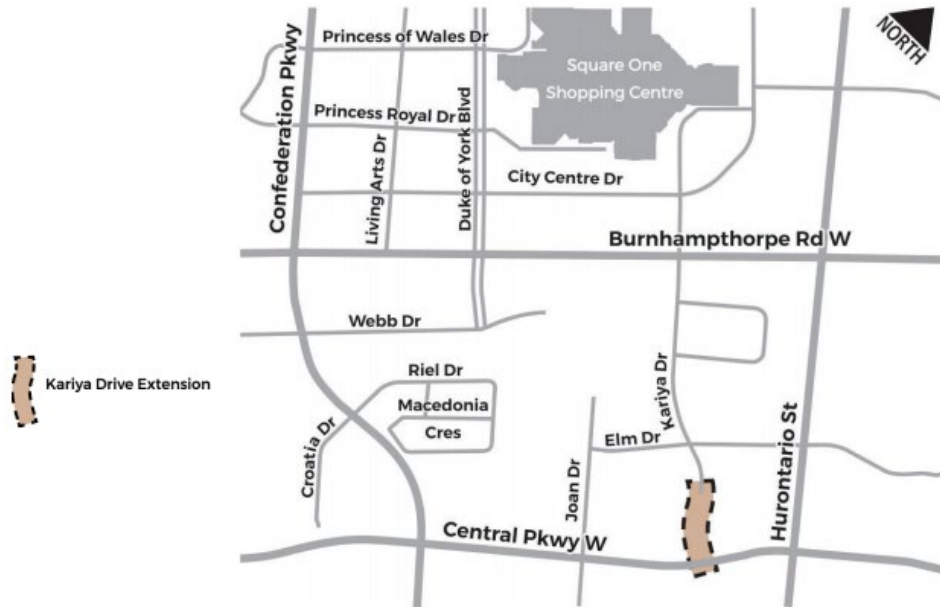 NORTH
Princess of Wales Dr
Confederation Pkwy
Square One
Shopping Centre
Princess Royal Dr
Living Arts Dr
Duke of York Blvd
City Centre Dr
Burnhampthorpe Rd W
Webb Dr
Kariya Drive Extension
Riel Dr
Macedonia
Cres
Croatia Dr
Kariya Dr
Elm Dr
Joan Dr
Hurontario St
Central Pkwy W